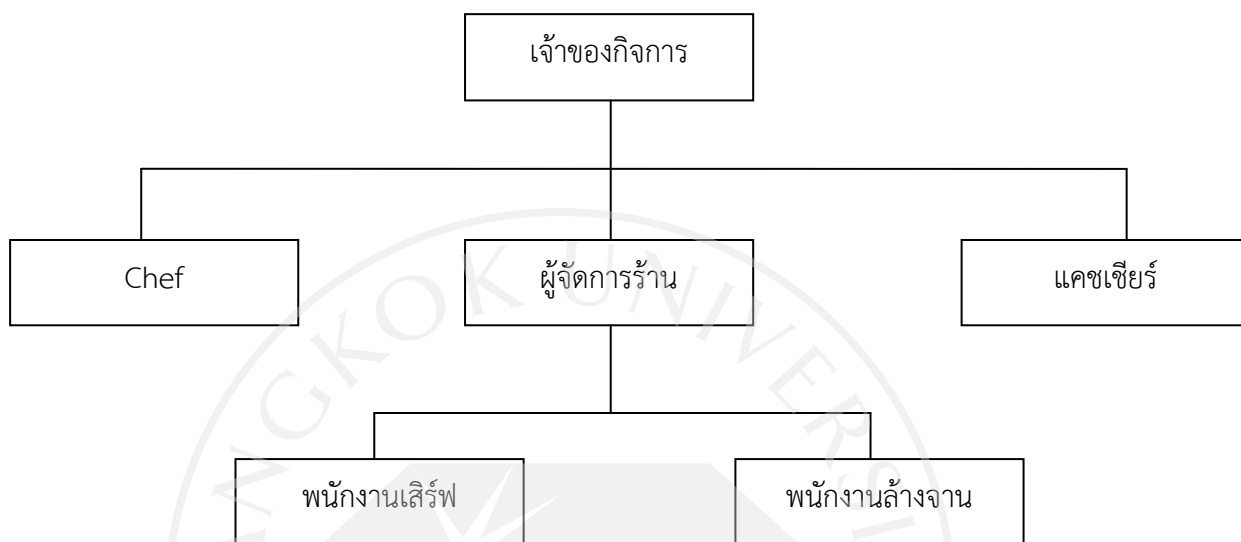 เจ้าของกิจการ
Chef
ผู้จัดการร้าน
แคชเชียร์
พนักงานเสิร์ฟ
พนักงานล้างจาน